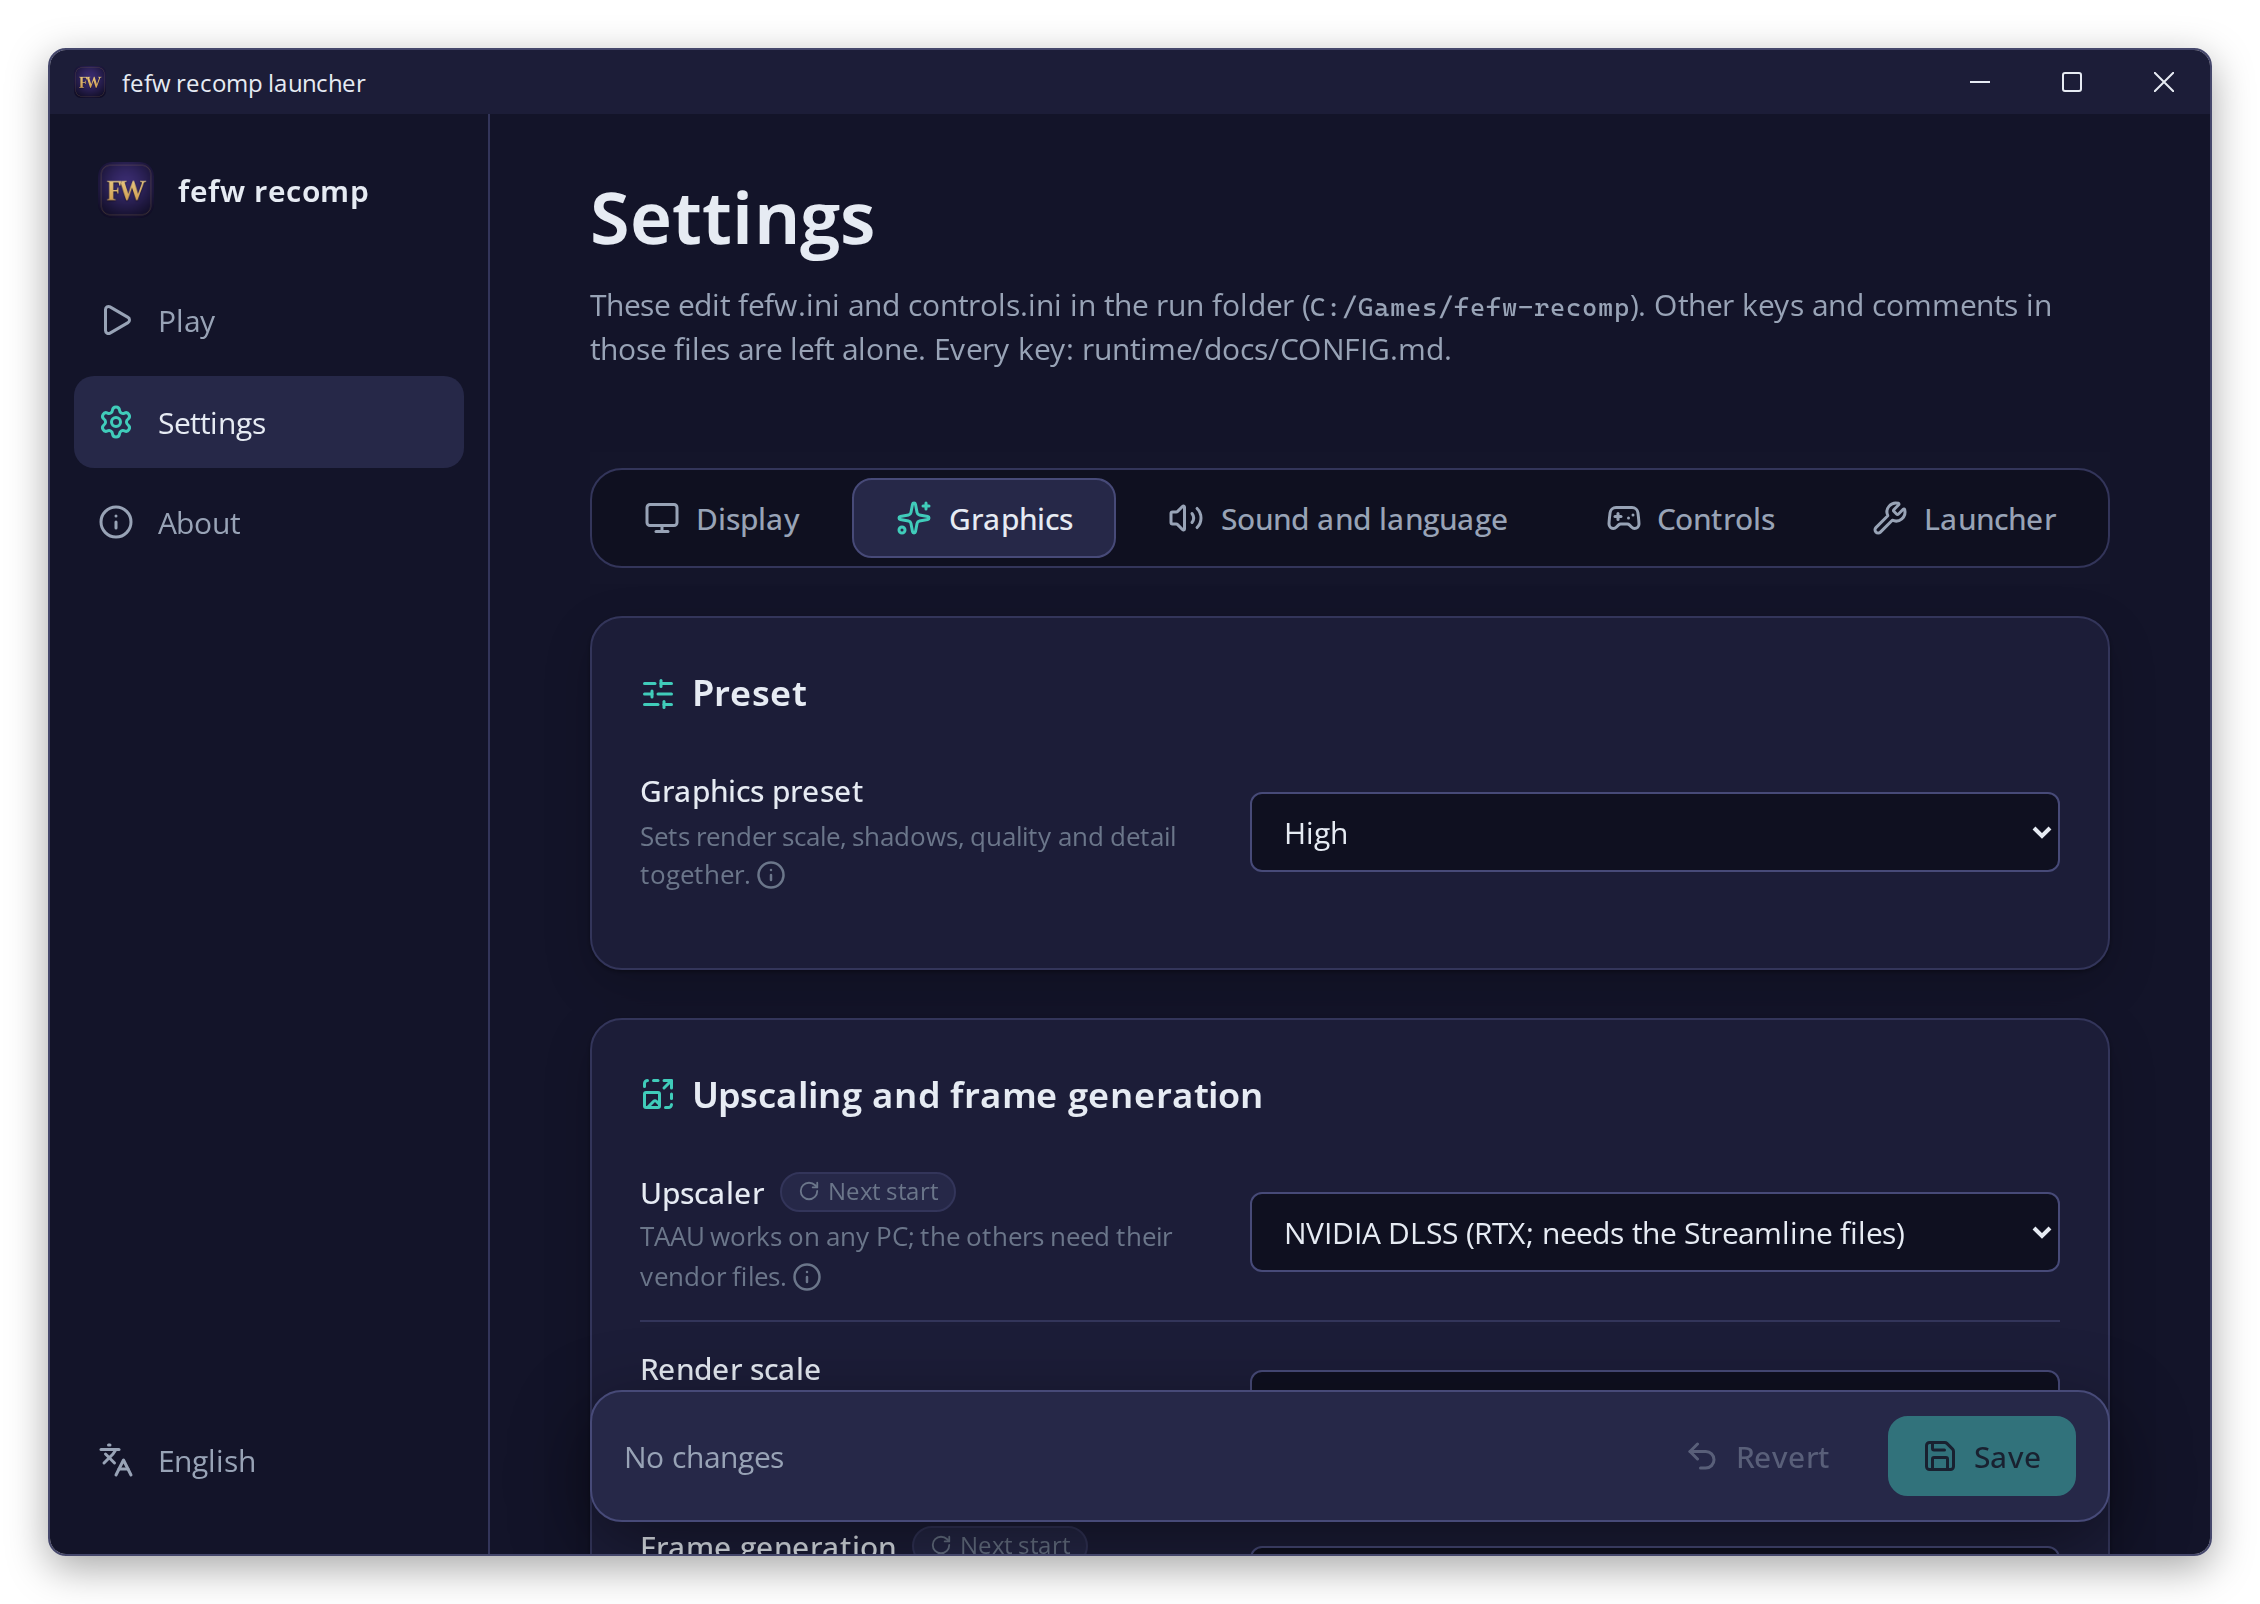 FW fefw recomp launcher
FW fefw recomp
Play
Settings
About
English
Settings
These edit fefw.ini and controls.ini in the run folder (C:/Games/fefw-recomp). Other keys and comments in
those files are left alone. Every key: runtime/docs/CONFIG.md.
Display Graphics Sound and language Controls Launcher
Preset
Graphics preset
Sets render scale, shadows, quality and detail
together.
High
Upscaling and frame generation
Upscaler Next start
TAAU works on any PC; the others need their
vendor files.
NVIDIA DLSS (RTX; needs the Streamline files)
Render scale
No changes Revert Save
Frame generation Next start